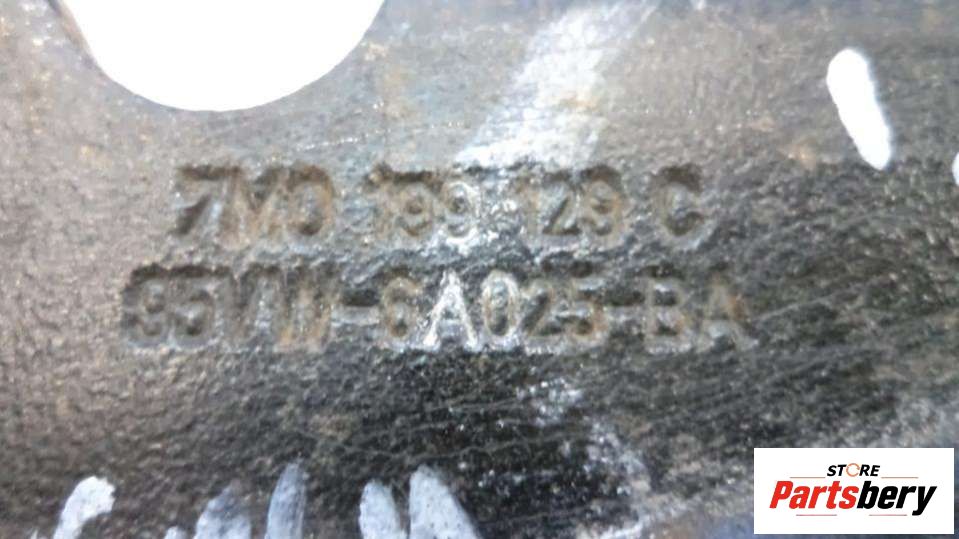 7M0 199 129 C
95VW-6A025-BA
STORE
Partsbery